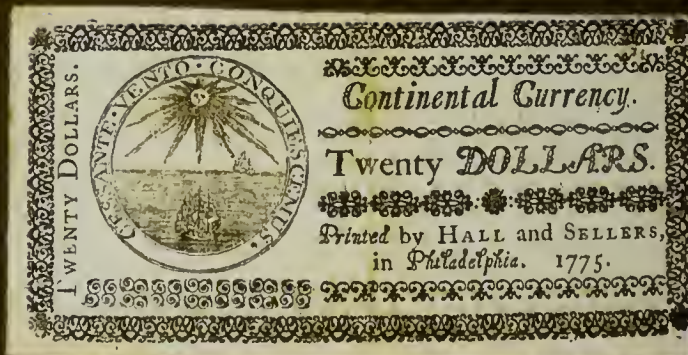 TWENTY DOLLARS.
CESSANTE · VENTO · CONQUIESCEMUS.
Continental Currency.
Twenty DOLLARS.
Printed by HALL and SELLERS,
in Philadelphia. 1775.